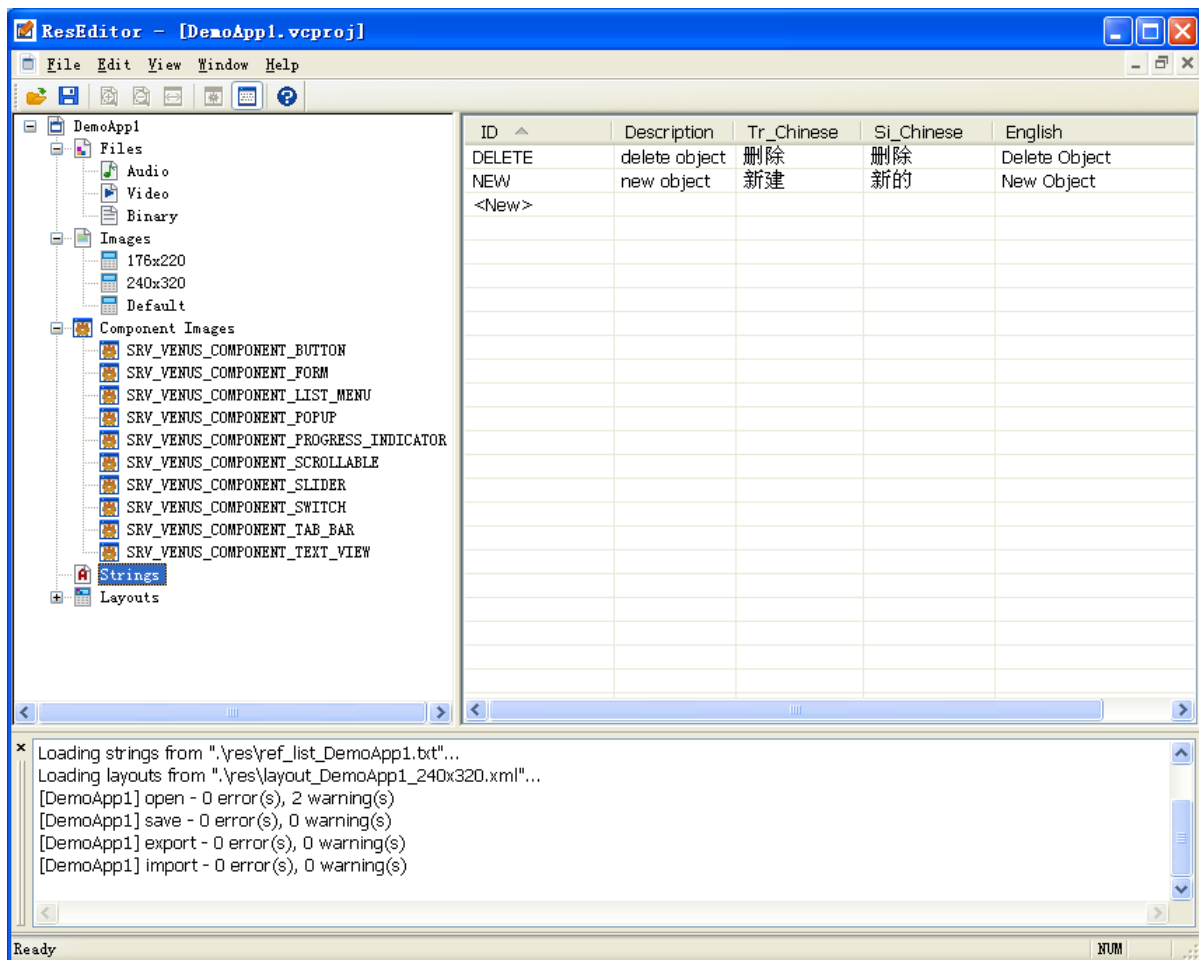 ResEditor - [DemoApp1.vcproj]
File Edit View Window Help
DemoApp1
Files
Audio
Video
Binary
Images
176x220
240x320
Default
Component Images
SRV_VENUS_COMPONENT_BUTTON
SRV_VENUS_COMPONENT_FORM
SRV_VENUS_COMPONENT_LIST_MENU
SRV_VENUS_COMPONENT_POPUP
SRV_VENUS_COMPONENT_PROGRESS_INDICATOR
SRV_VENUS_COMPONENT_SCROLLABLE
SRV_VENUS_COMPONENT_SLIDER
SRV_VENUS_COMPONENT_SWITCH
SRV_VENUS_COMPONENT_TAB_BAR
SRV_VENUS_COMPONENT_TEXT_VIEW
Strings
Layouts
ID Description Tr_Chinese Si_Chinese English
DELETE delete object 删除 删除 Delete Object
NEW new object 新建 新的 New Object
<New>
Loading strings from ".\res\ref_list_DemoApp1.txt"...
Loading layouts from ".\res\layout_DemoApp1_240x320.xml"...
[DemoApp1] open - 0 error(s), 2 warning(s)
[DemoApp1] save - 0 error(s), 0 warning(s)
[DemoApp1] export - 0 error(s), 0 warning(s)
[DemoApp1] import - 0 error(s), 0 warning(s)
Ready NUM